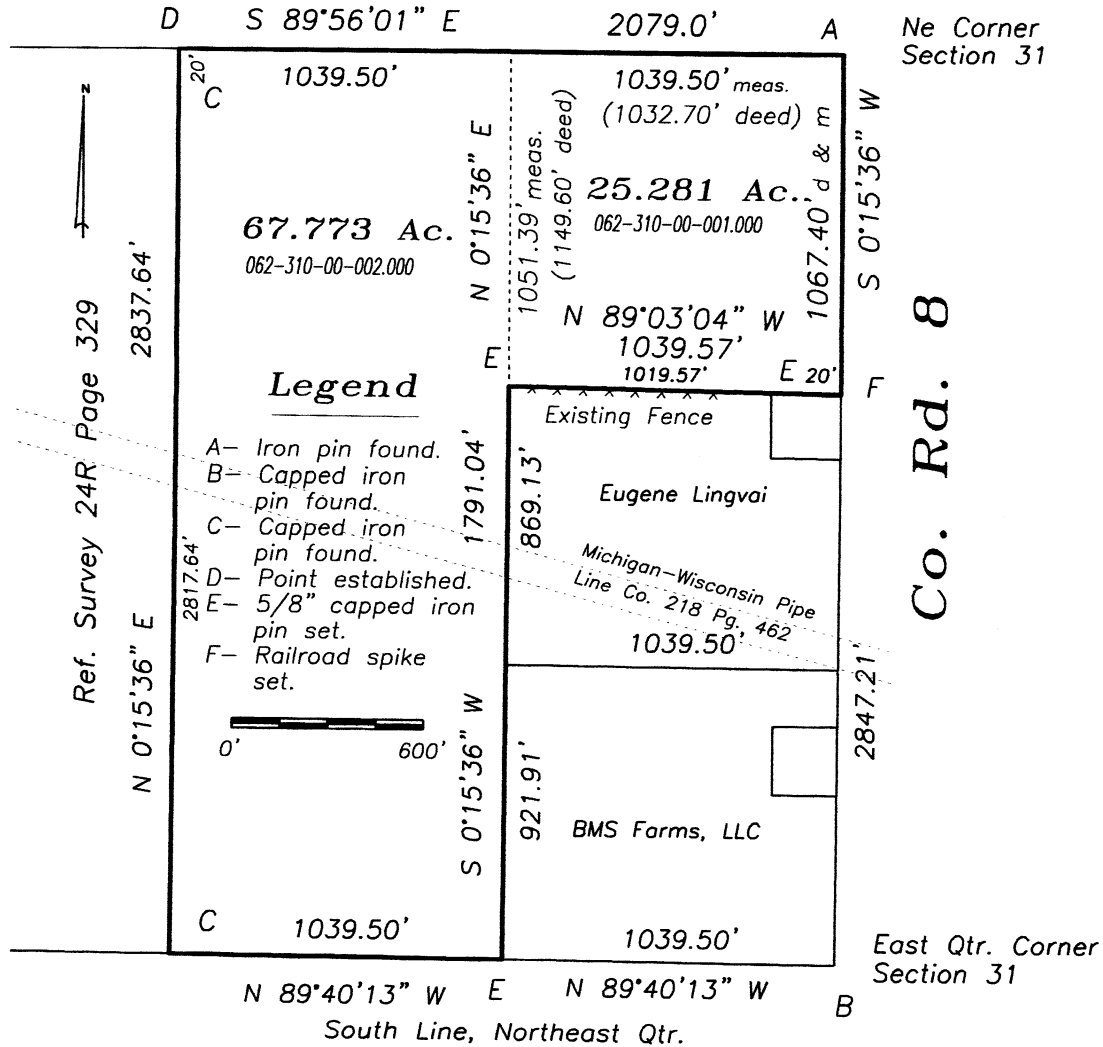 D S 89°56'01" E 2079.0' A
Ne Corner
Section 31
20'
C
1039.50'
1039.50' meas.
(1032.70' deed)
N
N 0°15'36" E
1051.39' meas.
(1149.60' deed)
25.281 Ac..
062-310-00-001.000
1067.40' d & m
S 0°15'36" W
67.773 Ac.
062-310-00-002.000
2837.64'
N 89°03'04" W
1039.57'
1019.57'
E
E 20'
F
Co. Rd. 8
Ref. Survey 24R Page 329
Legend
A- Iron pin found.
B- Capped iron
pin found.
C- Capped iron
pin found.
D- Point established.
E- 5/8" capped iron
pin set.
F- Railroad spike
set.
0' 600'
2817.64'
N 0°15'36" E
1791.04'
S 0°15'36" W
Existing Fence
869.13'
Eugene Lingvai
Michigan-Wisconsin Pipe
Line Co. 218 Pg. 462
1039.50'
2847.21'
921.91'
BMS Farms, LLC
C
1039.50'
1039.50'
East Qtr. Corner
Section 31
N 89°40'13" W E N 89°40'13" W
B
South Line, Northeast Qtr.